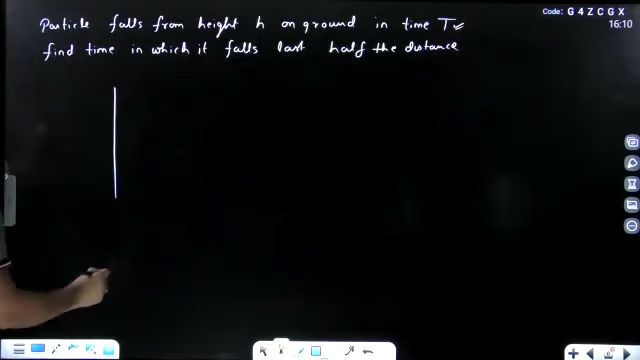 Code: G 4 Z C G X
16:10
Particle falls from height h on ground in time T
find time in which it falls last half the distance